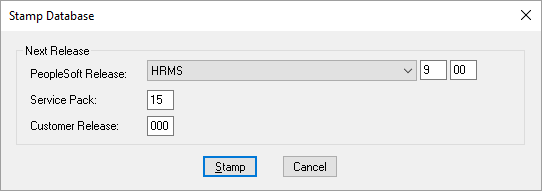 Stamp Database
Next Release
PeopleSoft Release: HRMS 9 00
Service Pack: 15
Customer Release: 000
Stamp Cancel